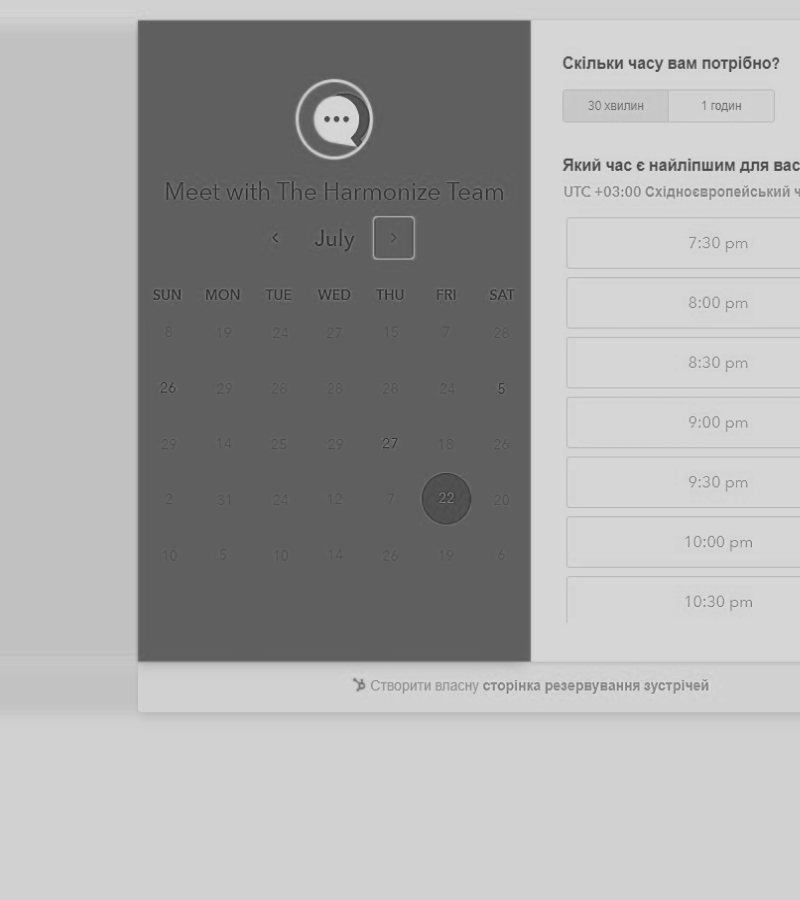 Meet with The Harmonize Team
July
SUN MON TUE WED THU FRI SAT
8 19 24 27 15 7 28
26 29 28 28 28 24 5
29 14 25 29 27 18 26
2 31 24 12 7 22 20
10 5 10 14 26 19 6
Скільки часу вам потрібно?
30 хвилин 1 годин
Який час є найліпшим для вас
UTC +03:00 Східноєвропейський ч
7:30 pm
8:00 pm
8:30 pm
9:00 pm
9:30 pm
10:00 pm
10:30 pm
Створити власну сторінка резервування зустрічей